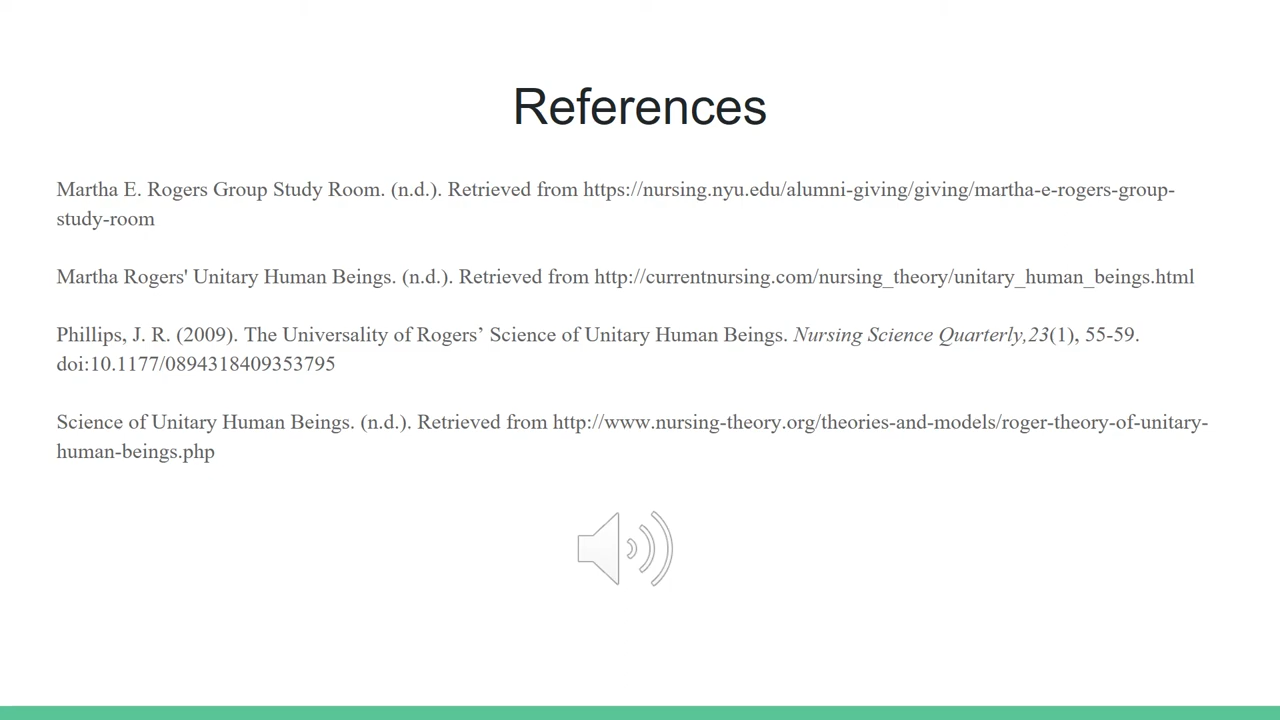 References
Martha E. Rogers Group Study Room. (n.d.). Retrieved from https://nursing.nyu.edu/alumni-giving/giving/martha-e-rogers-group-
study-room
Martha Rogers' Unitary Human Beings. (n.d.). Retrieved from http://currentnursing.com/nursing_theory/unitary_human_beings.html
Phillips, J. R. (2009). The Universality of Rogers’ Science of Unitary Human Beings. Nursing Science Quarterly,23(1), 55-59.
doi:10.1177/0894318409353795
Science of Unitary Human Beings. (n.d.). Retrieved from http://www.nursing-theory.org/theories-and-models/roger-theory-of-unitary-
human-beings.php